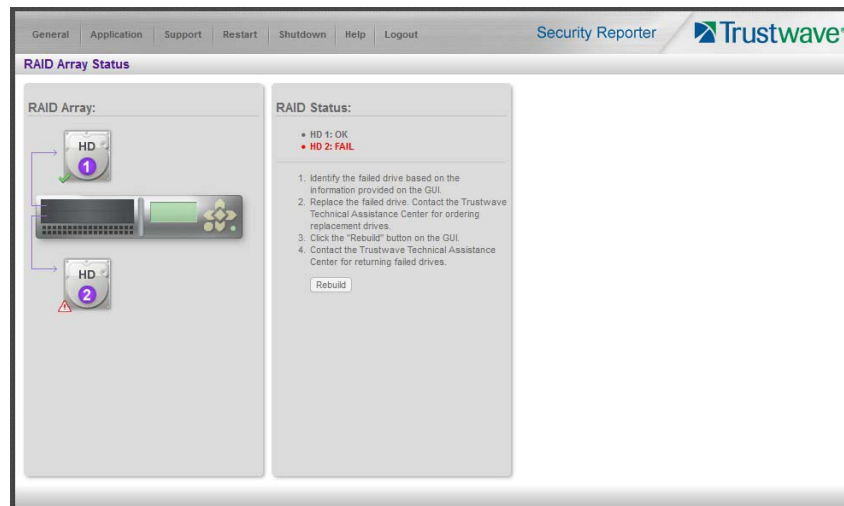 General Application Support Restart Shutdown Help Logout
Security Reporter
Trustwave®
RAID Array Status
RAID Array:
HD
1
HD
2
RAID Status:
• HD 1: OK
• HD 2: FAIL
1. Identify the failed drive based on the
information provided on the GUI.
2. Replace the failed drive. Contact the Trustwave
Technical Assistance Center for ordering
replacement drives.
3. Click the "Rebuild" button on the GUI.
4. Contact the Trustwave Technical Assistance
Center for returning failed drives.
Rebuild